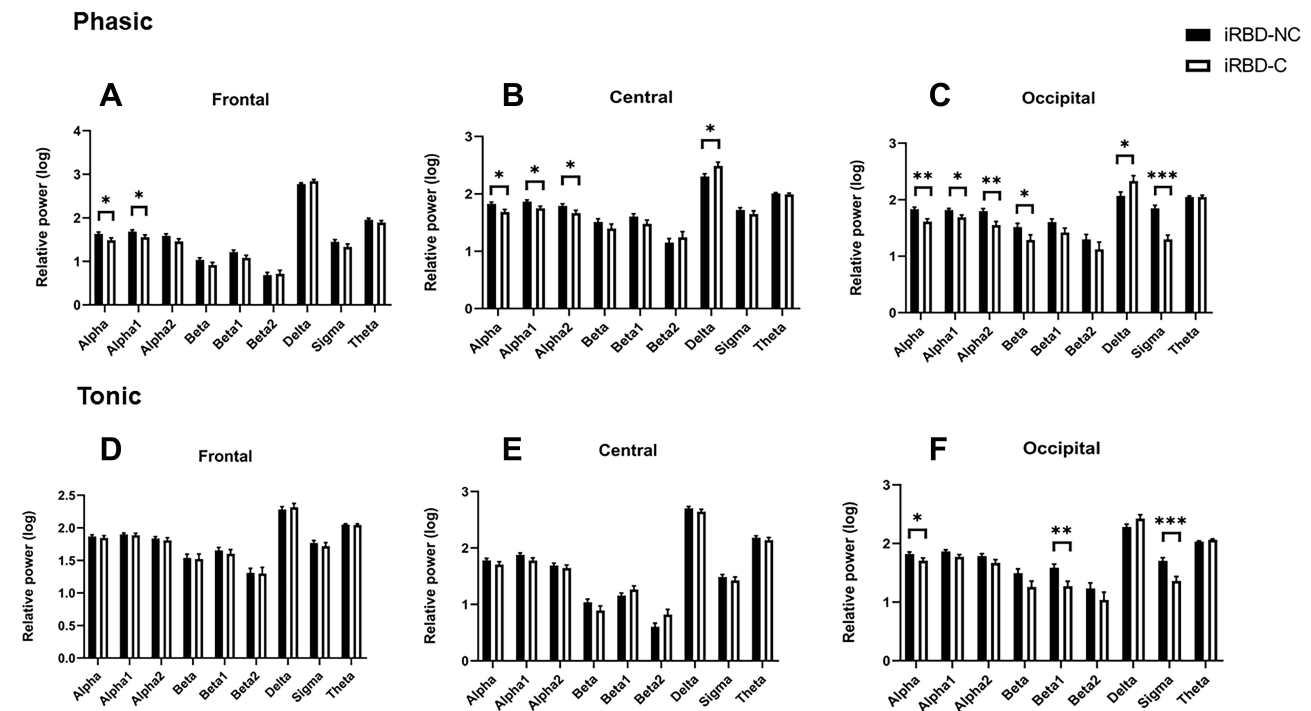 Phasic
iRBD-NC
iRBD-C
A
Frontal
Relative power (log)
4
3
2
1
0
*
*
Alpha
Alpha1
Alpha2
Beta
Beta1
Beta2
Delta
Sigma
Theta
B
Central
Relative power (log)
3
2
1
0
*
*
*
*
Alpha
Alpha1
Alpha2
Beta
Beta1
Beta2
Delta
Sigma
Theta
C
Occipital
Relative power (log)
3
2
1
0
**
*
**
*
*
***
Alpha
Alpha1
Alpha2
Beta
Beta1
Beta2
Delta
Sigma
Theta
Tonic
D
Frontal
Relative power (log)
2.5
2.0
1.5
1.0
0.5
0.0
Alpha
Alpha1
Alpha2
Beta
Beta1
Beta2
Delta
Sigma
Theta
E
Central
Relative power (log)
3
2
1
0
Alpha
Alpha1
Alpha2
Beta
Beta1
Beta2
Delta
Sigma
Theta
F
Occipital
Relative power (log)
3
2
1
0
*
**
***
Alpha
Alpha1
Alpha2
Beta
Beta1
Beta2
Delta
Sigma
Theta